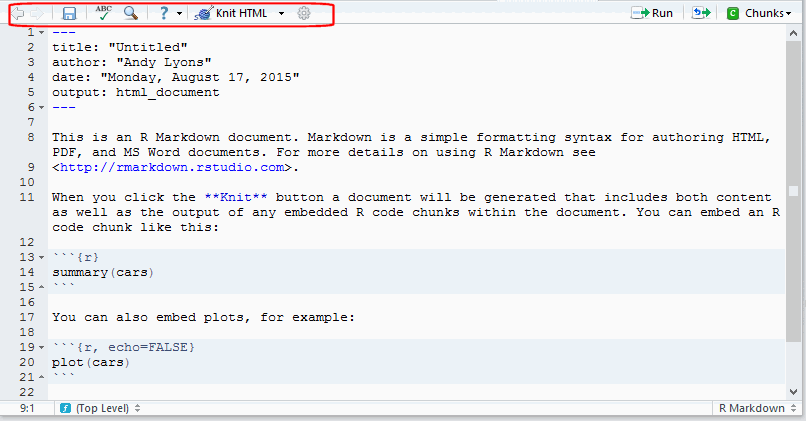 ABC ? Knit HTML Run Chunks
1 ---
2 title: "Untitled"
3 author: "Andy Lyons"
4 date: "Monday, August 17, 2015"
5 output: html_document
6 ---
7
8 This is an R Markdown document. Markdown is a simple formatting syntax for authoring HTML,
PDF, and MS Word documents. For more details on using R Markdown see
9 <http://rmarkdown.rstudio.com>.
10
11 When you click the **Knit** button a document will be generated that includes both content
as well as the output of any embedded R code chunks within the document. You can embed an R
code chunk like this:
12
13 ```{r}
14 summary(cars)
15 ```
16
17 You can also embed plots, for example:
18
19 ```{r, echo=FALSE}
20 plot(cars)
21 ```
22
9:1 (Top Level) R Markdown